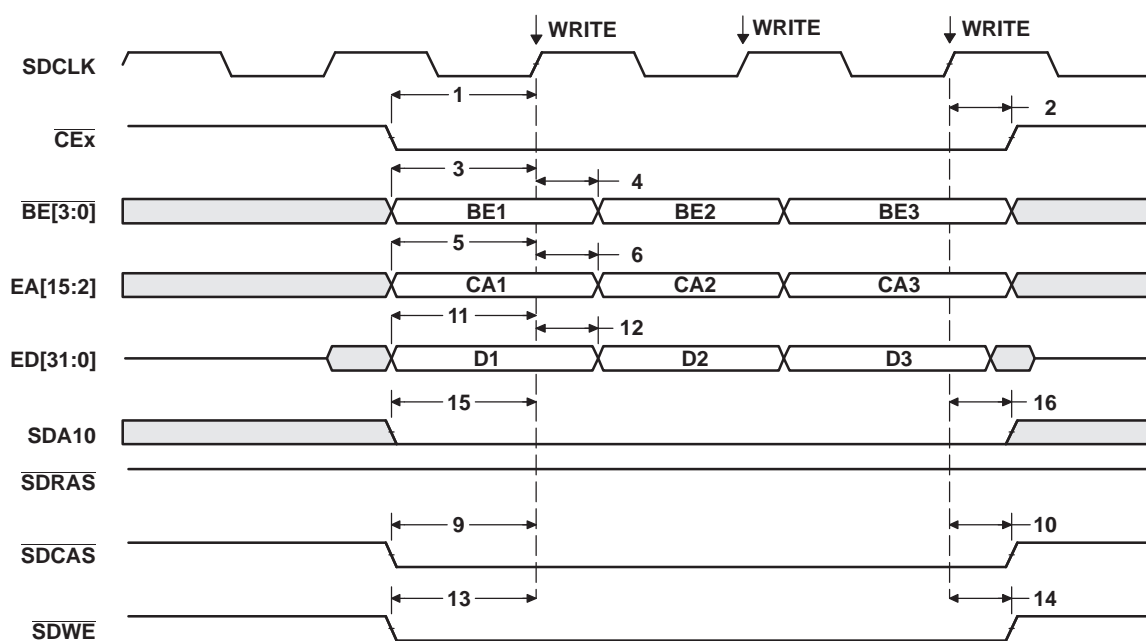 WRITE WRITE WRITE
SDCLK
1 2
CEx
3 4
BE[3:0] BE1 BE2 BE3
5 6
EA[15:2] CA1 CA2 CA3
11 12
ED[31:0] D1 D2 D3
15 16
SDA10
SDRAS
9 10
SDCAS
13 14
SDWE